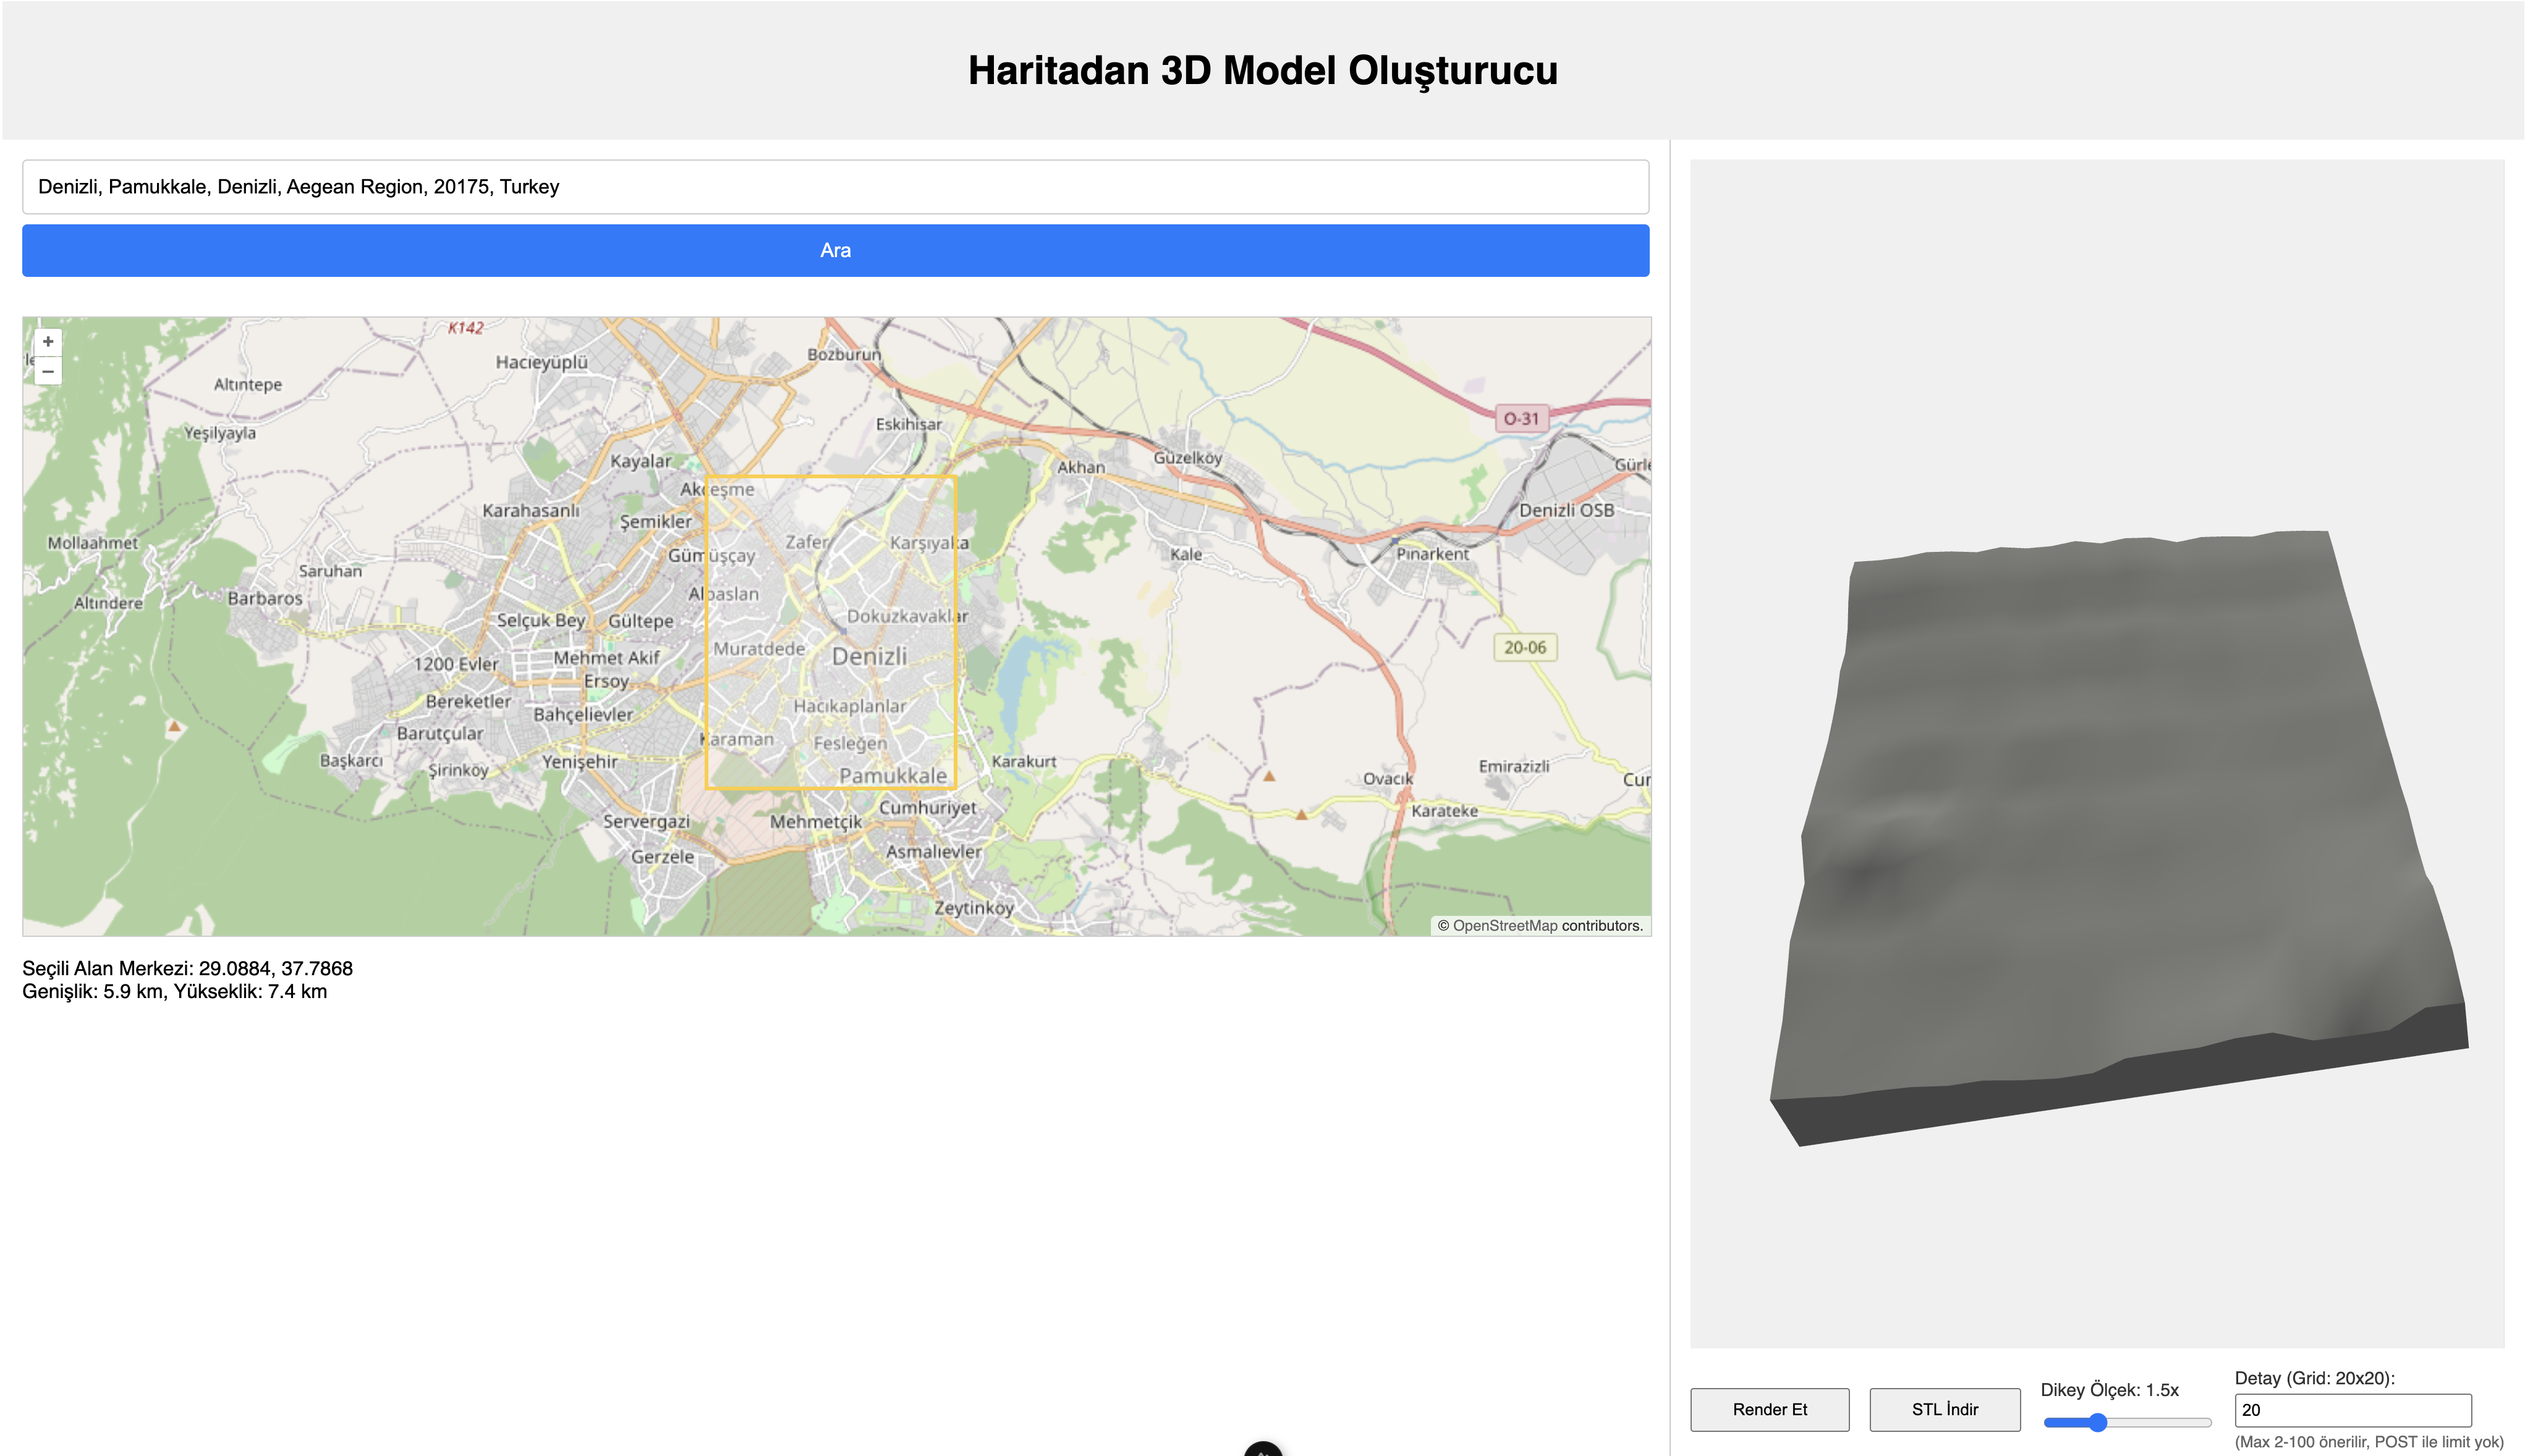 Haritadan 3D Model Oluşturucu
Denizli, Pamukkale, Denizli, Aegean Region, 20175, Turkey
Ara
+
−
K142
Hacıeyüplü
Bozburun
Altıntepe
Eskihisar
O-31
Yeşilyayla
Kayalar
Akhan
Güzelköy
Akçeşme
Karahasanlı
Şemikler
Denizli OSB
Mollaahmet
Zafer
Karşıyaka
Gümüşçay
Kale
Pınarkent
Saruhan
Altındere
Barbaros
Alpaslan
Selçuk Bey
Gültepe
Dokuzkavaklar
Muratdede
Denizli
20-06
1200 Evler
Mehmet Akif
Ersoy
Bereketler
Bahçelievler
Hacıkaplanlar
Barutçular
Karaman
Fesleğen
Başkarcı
Şirinköy
Yenişehir
Pamukkale
Karakurt
Ovacık
Emirazizli
Servergazi
Mehmetçik
Cumhuriyet
Karateke
Gerzele
Asmalıevler
Zeytinköy
© OpenStreetMap contributors.
Seçili Alan Merkezi: 29.0884, 37.7868
Genişlik: 5.9 km, Yükseklik: 7.4 km
Render Et
STL İndir
Dikey Ölçek: 1.5x
Detay (Grid: 20x20):
20
(Max 2-100 önerilir, POST ile limit yok)